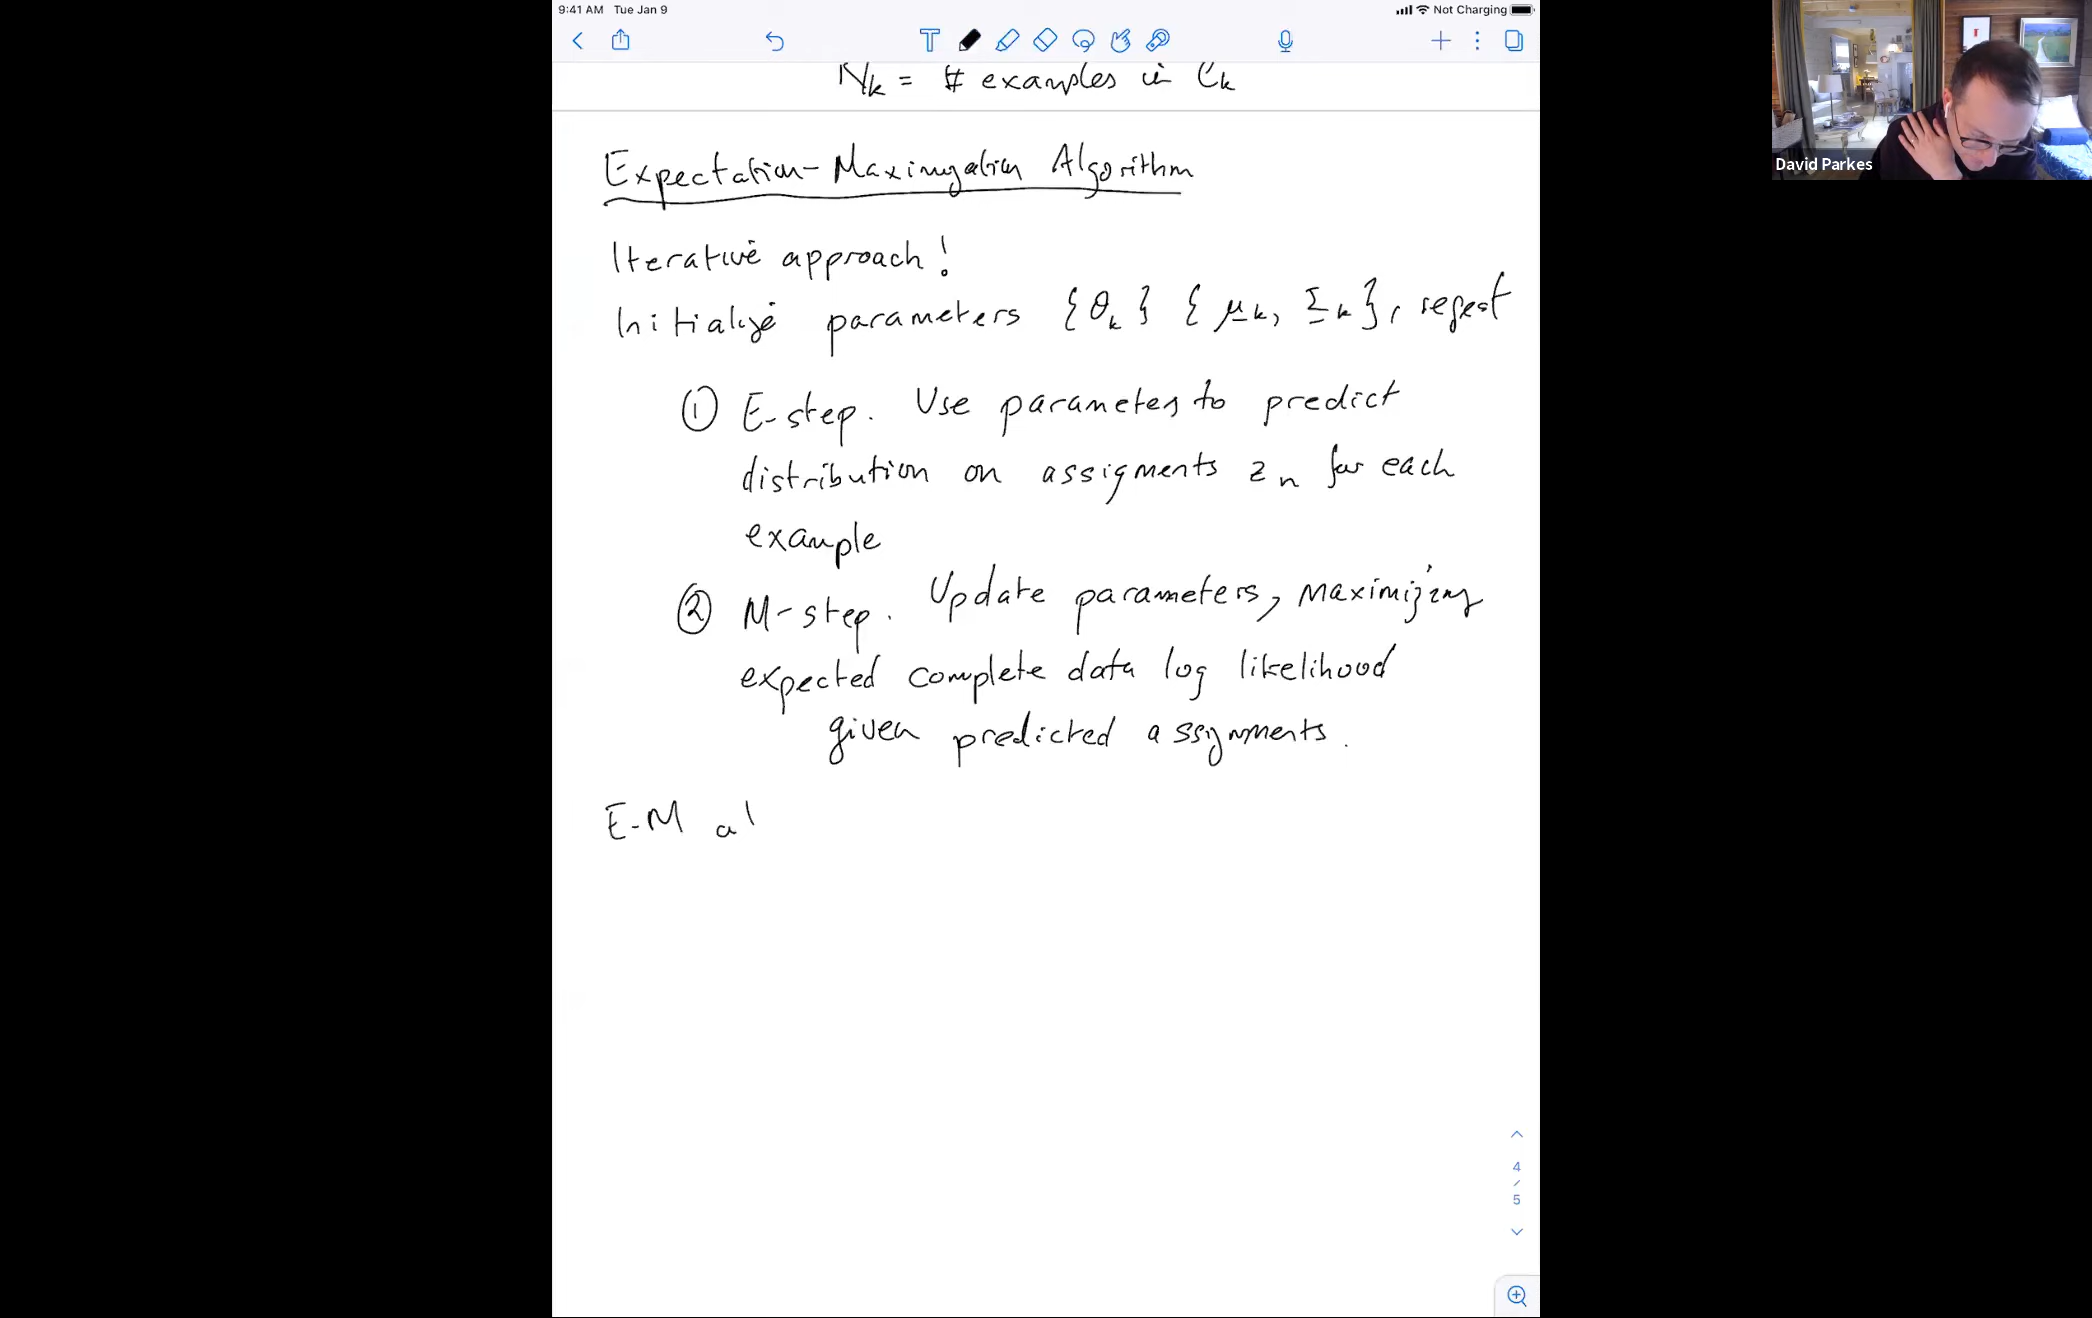 9:41 AM Tue Jan 9
Not Charging
N_k = # examples in C_k
Expectation-Maximization Algorithm
Iterative approach!
Initialize parameters {θ_k} {μ_k, Σ_k}, repeat
① E-step. Use parameters to predict
distribution on assigments z_n for each
example
② M-step. Update parameters, maximizing
expected complete data log likelihood
given predicted assignments.
E-M al
4
/
5
David Parkes